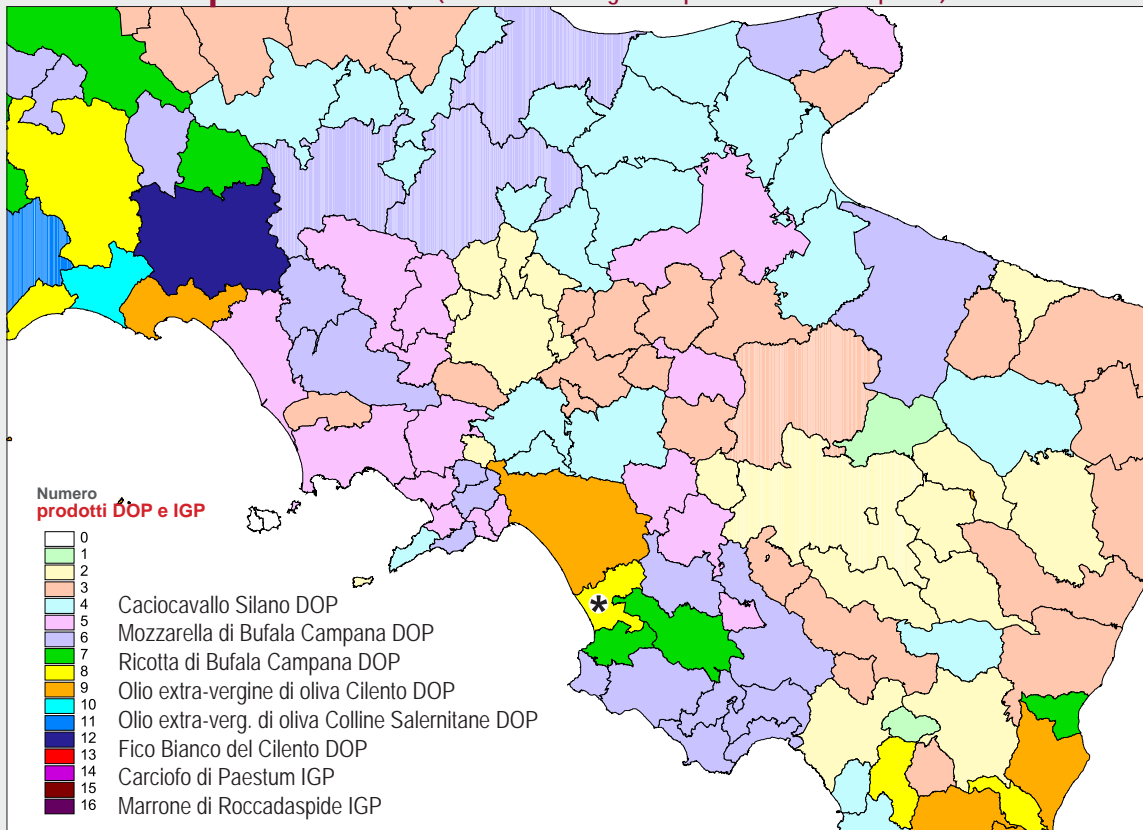 Numero
prodotti DOP e IGP
0
1
2
3
4
5
6
7
8
9
10
11
12
13
14
15
16
Caciocavallo Silano DOP
Mozzarella di Bufala Campana DOP
Ricotta di Bufala Campana DOP
Olio extra-vergine di oliva Cilento DOP
Olio extra-verg. di oliva Colline Salernitane DOP
Fico Bianco del Cilento DOP
Carciofo di Paestum IGP
Marrone di Roccadaspide IGP
*